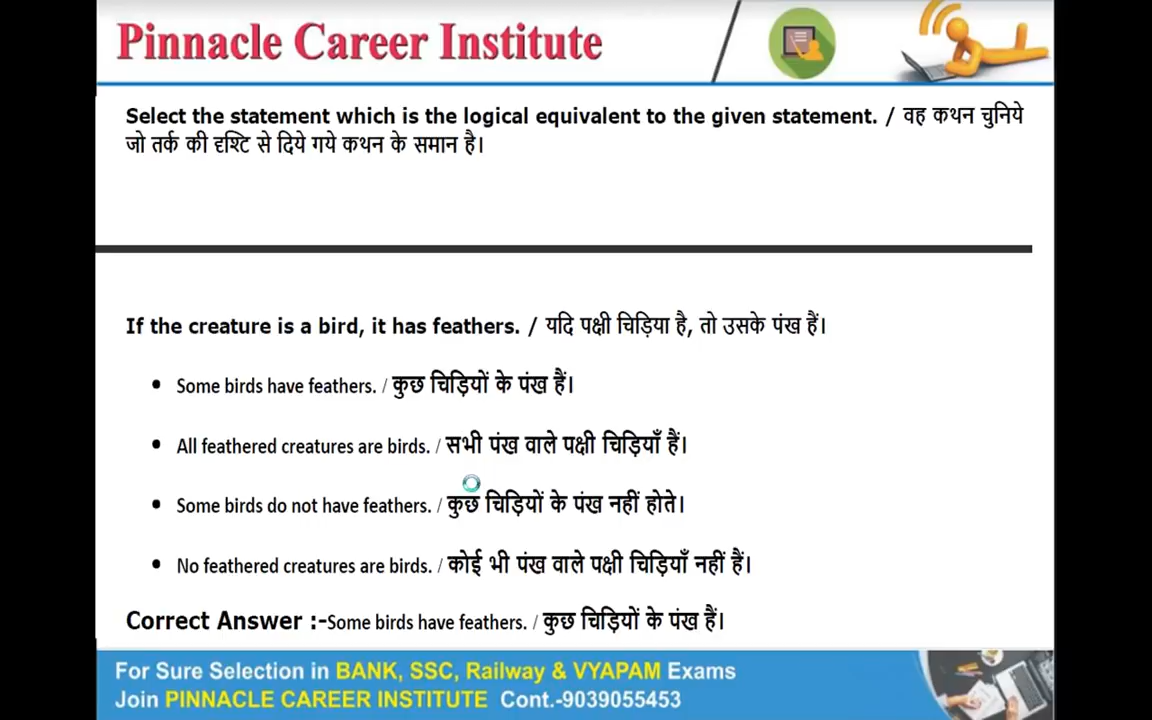 Pinnacle Career Institute
Select the statement which is the logical equivalent to the given statement. / वह कथन चुनिये
जो तर्क की दृश्टि से दिये गये कथन के समान है।
If the creature is a bird, it has feathers. / यदि पक्षी चिड़िया है, तो उसके पंख हैं।
• Some birds have feathers. / कुछ चिड़ियों के पंख हैं।
• All feathered creatures are birds. / सभी पंख वाले पक्षी चिड़ियाँ हैं।
• Some birds do not have feathers. / कुछ चिड़ियों के पंख नहीं होते।
• No feathered creatures are birds. / कोई भी पंख वाले पक्षी चिड़ियाँ नहीं हैं।
Correct Answer :-Some birds have feathers. / कुछ चिड़ियों के पंख हैं।
For Sure Selection in BANK, SSC, Railway & VYAPAM Exams
Join PINNACLE CAREER INSTITUTE Cont.-9039055453